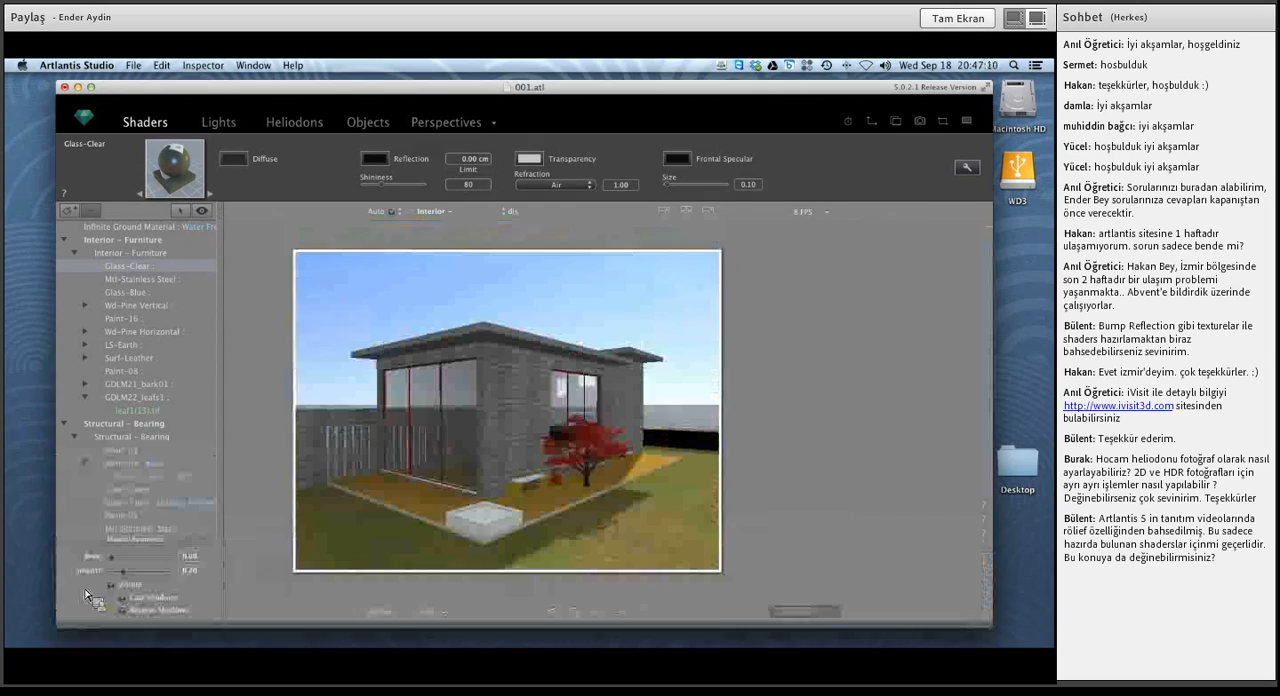 Paylaş - Ender Aydin
Tam Ekran
Artlantis Studio File Edit Inspector Window Help
Wed Sep 18 20:47:10
001.atl
5.0.2.1 Release Version
Shaders Lights Heliodons Objects Perspectives
Glass-Clear
Diffuse
Reflection
0.00 cm
Limit
Shininess
80
Transparency
Refraction
Air
1.00
Frontal Specular
Size
0.10
?
Auto
Interior
8 FPS
Infinite Ground Material : Water
Interior - Furniture
Interior - Furniture
Glass-Clear :
Mtl-Stainless Steel :
Glass-Blue :
Wd-Pine Vertical :
Paint-16 :
Wd-Pine Horizontal :
LS-Earth :
Surf-Leather
Paint-08 :
GDLM21_bark01 :
GDLM22_leafs1 :
leaf1(13).tif
Structural - Bearing
Structural - Bearing
Macintosh HD
WD3
Desktop
Sohbet (Herkes)
Anıl Öğretici: İyi akşamlar, hoşgeldiniz
Sermet: hosbulduk
Hakan: teşekkürler, hoşbulduk :)
damla: İyi akşamlar
muhiddin bağcı: iyi akşamlar
Yücel: hoşbulduk iyi akşamlar
Yücel: hoşbulduk iyi akşamlar
Anıl Öğretici: Sorularınızı buradan alabilirim,
Ender Bey sorularınıza cevapları kapanıştan
önce verecektir.
Hakan: artlantis sitesine 1 haftadır
ulaşamıyorum. sorun sadece bende mi?
Anıl Öğretici: Hakan Bey, İzmir bölgesinde
son 2 haftadır bir ulaşım problemi
yaşanmakta.. Abvent'e bildirdik üzerinde
çalışıyorlar.
Bülent: Bump Reflection gibi texturelar ile
shaders hazırlamaktan biraz
bahsedebilirseniz sevinirim.
Hakan: Evet izmir'deyim. çok teşekkürler. :)
Anıl Öğretici: iVisit ile detaylı bilgiyi
http://www.ivisit3d.com sitesinden
bulabilirsiniz
Bülent: Teşekkür ederim.
Burak: Hocam heliodonu fotoğraf olarak nasıl
ayarlayabiliriz? 2D ve HDR fotoğrafları için
ayrı ayrı işlemler nasıl yapılabilir ?
Değinebilirseniz çok sevinirim. Teşekkürler
Bülent: Artlantis 5 in tanıtım videolarında
rölief özelliğinden bahsedilmiş. Bu sadece
hazırda bulunan shaderslar içinmi geçerlidir.
Bu konuya da değinebilirmisiniz?